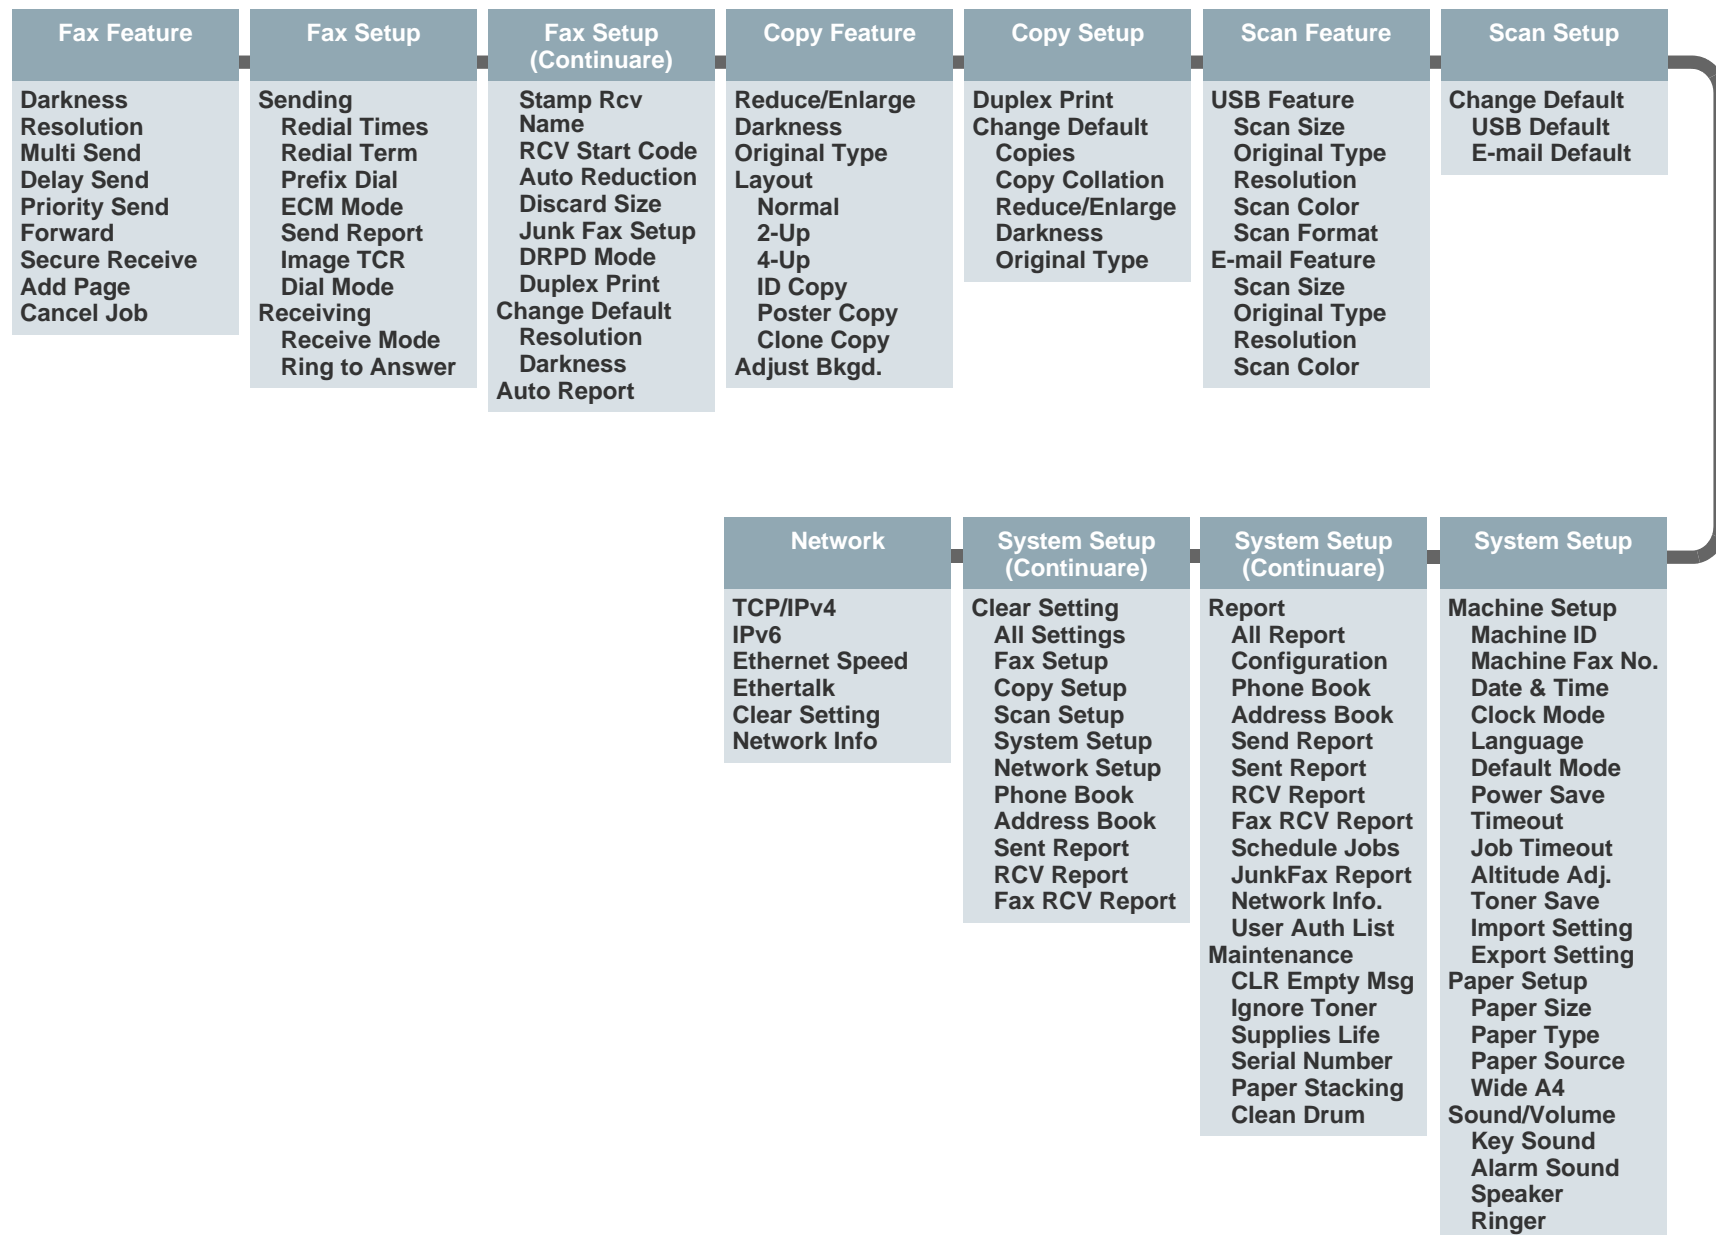 Fax Feature
Darkness
Resolution
Multi Send
Delay Send
Priority Send
Forward
Secure Receive
Add Page
Cancel Job
Fax Setup
Sending
Redial Times
Redial Term
Prefix Dial
ECM Mode
Send Report
Image TCR
Dial Mode
Receiving
Receive Mode
Ring to Answer
Fax Setup
(Continuare)
Stamp Rcv
Name
RCV Start Code
Auto Reduction
Discard Size
Junk Fax Setup
DRPD Mode
Duplex Print
Change Default
Resolution
Darkness
Auto Report
Copy Feature
Reduce/Enlarge
Darkness
Original Type
Layout
Normal
2-Up
4-Up
ID Copy
Poster Copy
Clone Copy
Adjust Bkgd.
Copy Setup
Duplex Print
Change Default
Copies
Copy Collation
Reduce/Enlarge
Darkness
Original Type
Scan Feature
USB Feature
Scan Size
Original Type
Resolution
Scan Color
Scan Format
E-mail Feature
Scan Size
Original Type
Resolution
Scan Color
Scan Setup
Change Default
USB Default
E-mail Default
Network
TCP/IPv4
IPv6
Ethernet Speed
Ethertalk
Clear Setting
Network Info
System Setup
(Continuare)
Clear Setting
All Settings
Fax Setup
Copy Setup
Scan Setup
System Setup
Network Setup
Phone Book
Address Book
Sent Report
RCV Report
Fax RCV Report
System Setup
(Continuare)
Report
All Report
Configuration
Phone Book
Address Book
Send Report
Sent Report
RCV Report
Fax RCV Report
Schedule Jobs
JunkFax Report
Network Info.
User Auth List
Maintenance
CLR Empty Msg
Ignore Toner
Supplies Life
Serial Number
Paper Stacking
Clean Drum
System Setup
Machine Setup
Machine ID
Machine Fax No.
Date & Time
Clock Mode
Language
Default Mode
Power Save
Timeout
Job Timeout
Altitude Adj.
Toner Save
Import Setting
Export Setting
Paper Setup
Paper Size
Paper Type
Paper Source
Wide A4
Sound/Volume
Key Sound
Alarm Sound
Speaker
Ringer